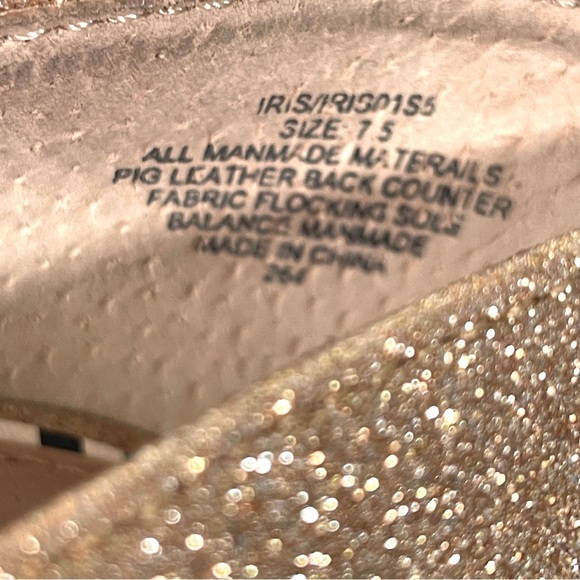 IRIS/IRIS01S5
SIZE: 7.5
ALL MANMADE MATERAILS
PIG LEATHER BACK COUNTER
FABRIC FLOCKING SOLE
BALANCE MANMADE
MADE IN CHINA
264